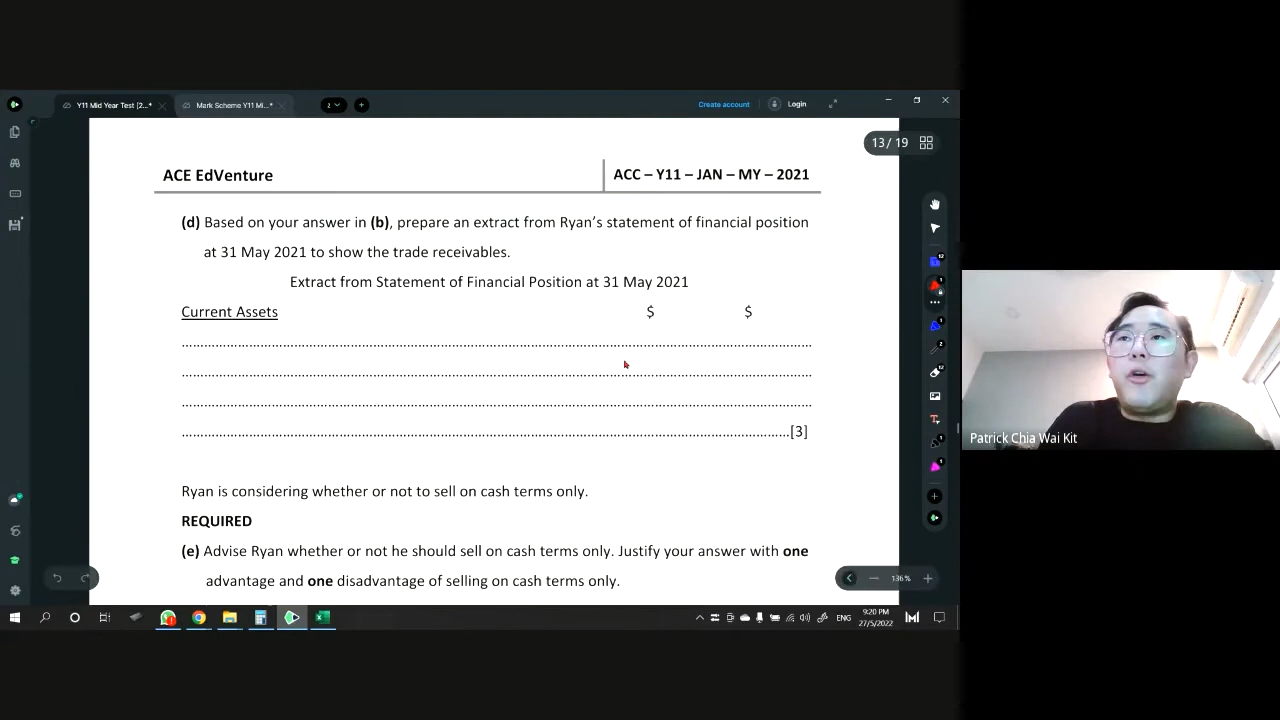 Y11 Mid Year Test [2...*
Mark Scheme Y11 Mi...*
2
Create account
Login
13 / 19
ACE EdVenture
ACC – Y11 – JAN – MY – 2021
(d) Based on your answer in (b), prepare an extract from Ryan's statement of financial position
at 31 May 2021 to show the trade receivables.
Extract from Statement of Financial Position at 31 May 2021
Current Assets $ $
[3]
Ryan is considering whether or not to sell on cash terms only.
REQUIRED
(e) Advise Ryan whether or not he should sell on cash terms only. Justify your answer with one
advantage and one disadvantage of selling on cash terms only.
136%
Patrick Chia Wai Kit
ENG
9:20 PM
27/5/2022